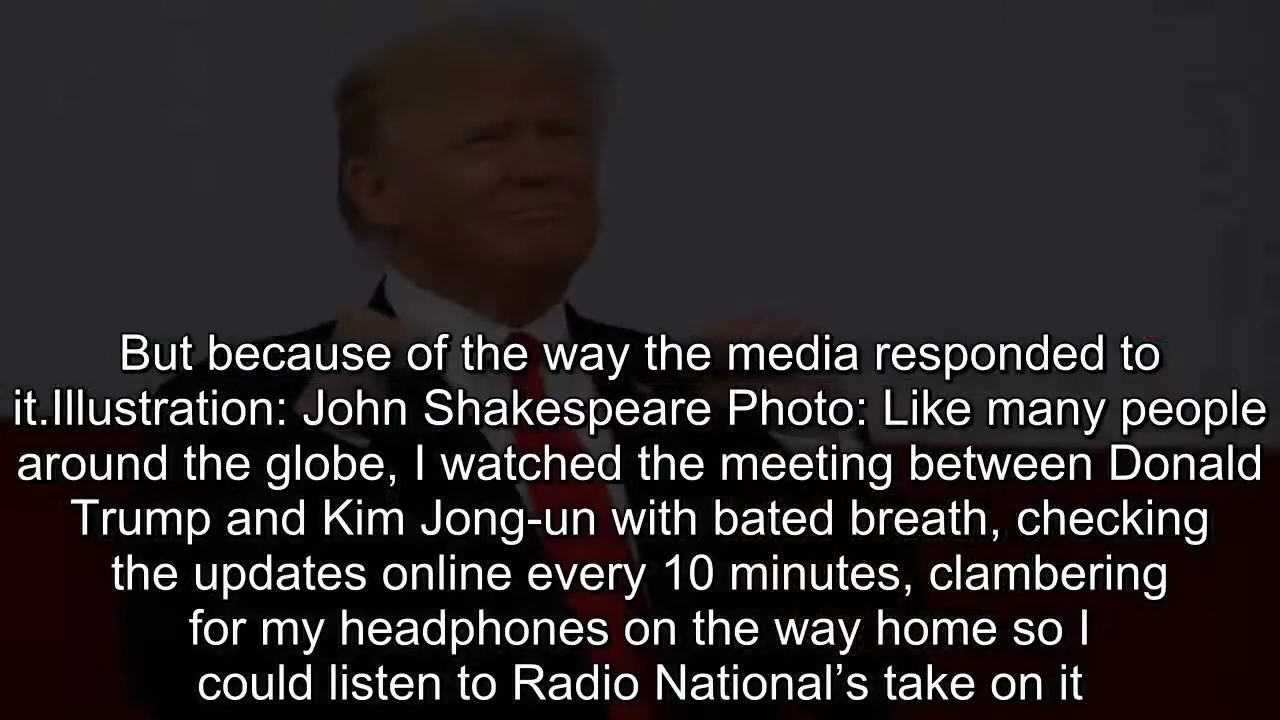 But because of the way the media responded to
it.Illustration: John Shakespeare Photo: Like many people
around the globe, I watched the meeting between Donald
Trump and Kim Jong-un with bated breath, checking
the updates online every 10 minutes, clambering
for my headphones on the way home so I
could listen to Radio National’s take on it